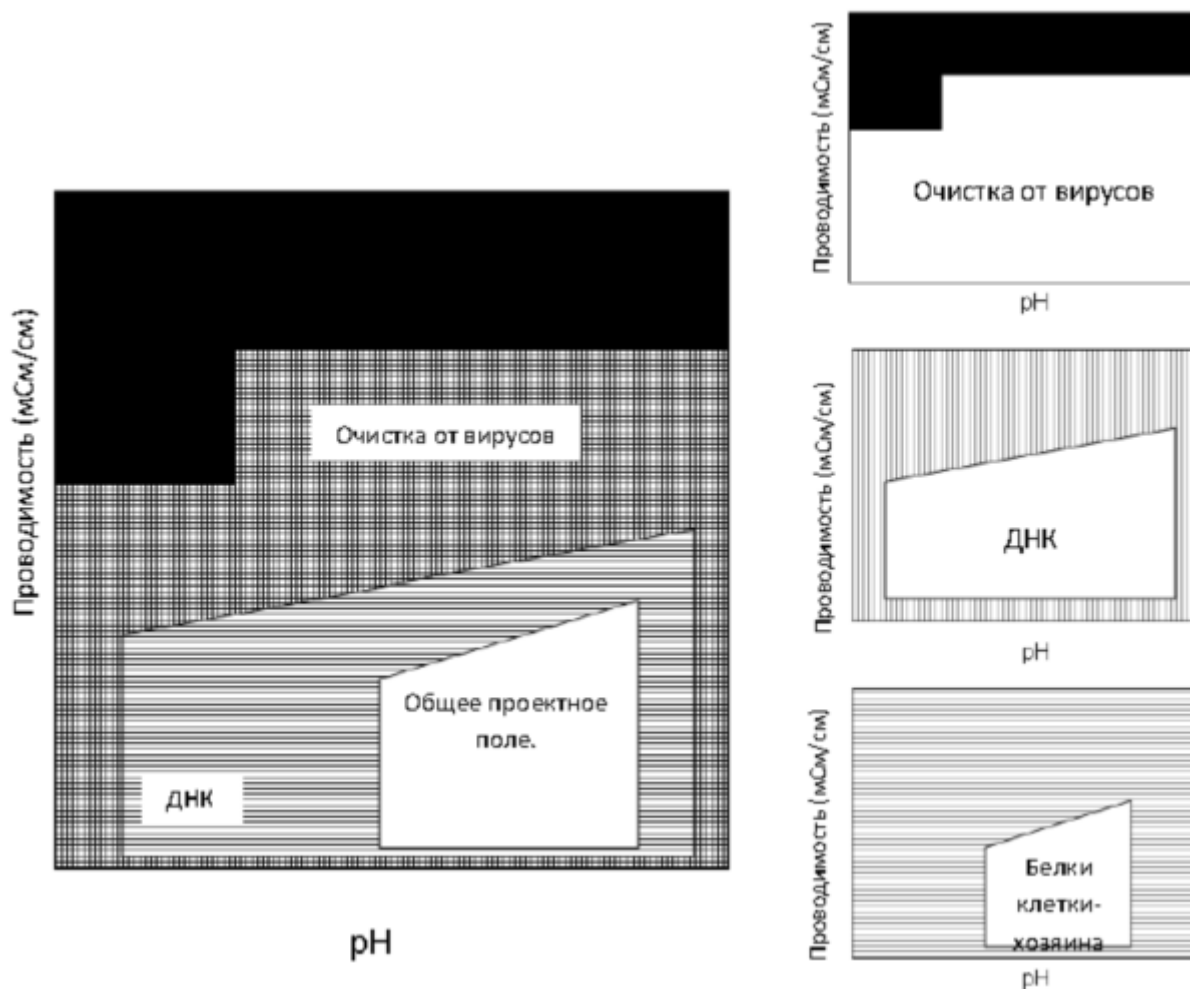 Проводимость (мСм/см)
Очистка от вирусов
Общее проектное
поле.
ДНК
pH
Проводимость (мСм/см)
Очистка от вирусов
pH
Проводимость (мСм/см)
ДНК
pH
Проводимость (мСм/см)
Белки
клетки-
хозяина
pH